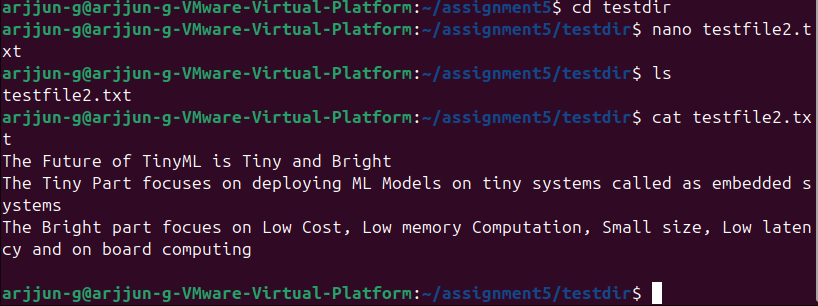 arjjun-g@arjjun-g-VMware-Virtual-Platform:~/assignment5$ cd testdir
arjjun-g@arjjun-g-VMware-Virtual-Platform:~/assignment5/testdir$ nano testfile2.t
xt
arjjun-g@arjjun-g-VMware-Virtual-Platform:~/assignment5/testdir$ ls
testfile2.txt
arjjun-g@arjjun-g-VMware-Virtual-Platform:~/assignment5/testdir$ cat testfile2.tx
t
The Future of TinyML is Tiny and Bright
The Tiny Part focuses on deploying ML Models on tiny systems called as embedded s
ystems
The Bright part focues on Low Cost, Low memory Computation, Small size, Low laten
cy and on board computing
arjjun-g@arjjun-g-VMware-Virtual-Platform:~/assignment5/testdir$